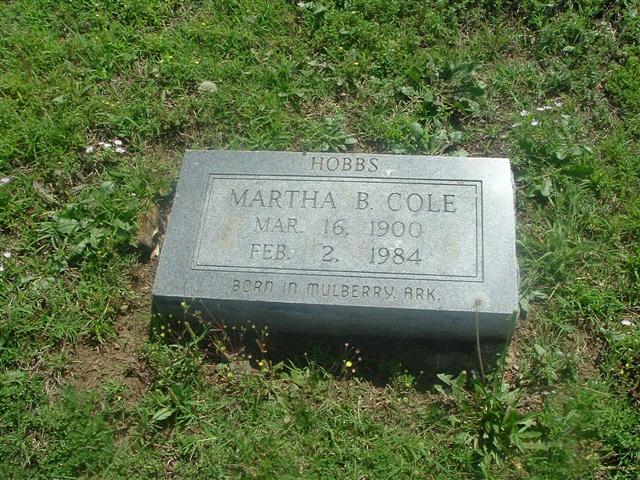 HOBBS
MARTHA B. COLE
MAR. 16, 1900
FEB. 2, 1984
BORN IN MULBERRY, ARK.